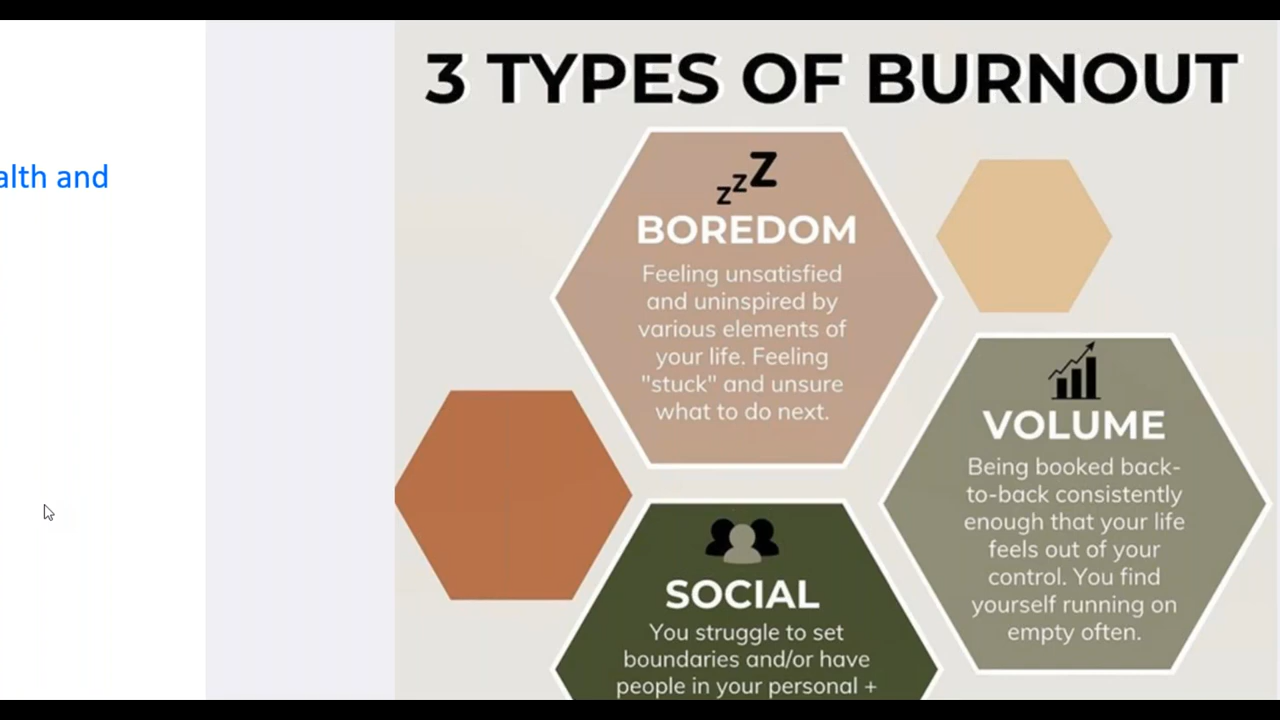 alth and
3 TYPES OF BURNOUT
zzZ
BOREDOM
Feeling unsatisfied
and uninspired by
various elements of
your life. Feeling
"stuck" and unsure
what to do next.
VOLUME
Being booked back-
to-back consistently
enough that your life
feels out of your
control. You find
yourself running on
empty often.
SOCIAL
You struggle to set
boundaries and/or have
people in your personal +